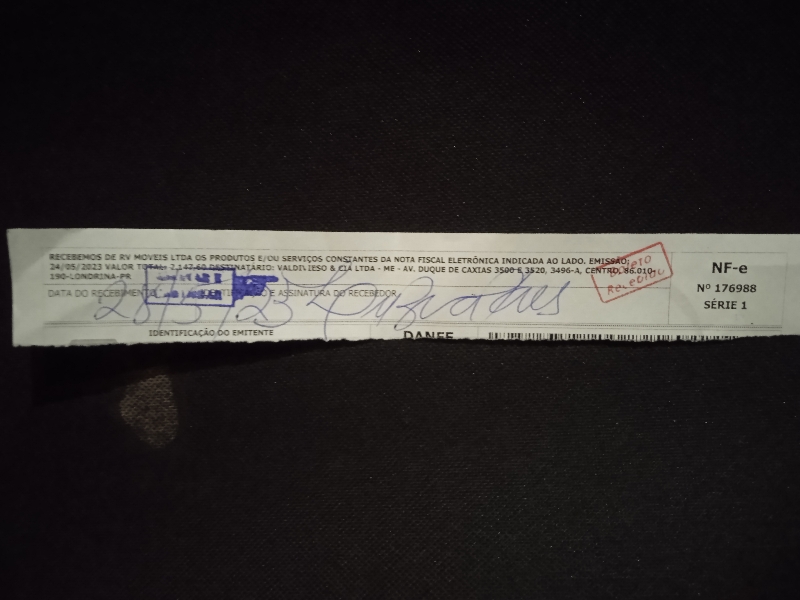 RECEBEMOS DE RV MOVEIS LTDA OS PRODUTOS E/OU SERVIÇOS CONSTANTES DA NOTA FISCAL ELETRÔNICA INDICADA AO LADO. EMISSÃO:
24/05/2023 VALOR TOTAL: 2.147,60 DESTINATÁRIO: VALDIVIESO & CIA LTDA - ME - AV. DUQUE DE CAXIAS 3500 E 3520, 3496-A, CENTRO, 86.010-
190-LONDRINA-PR
DATA DO RECEBIMENTO E ASSINATURA DO RECEBEDOR
NF-e
Nº 176988
SÉRIE 1
Recebido
IDENTIFICAÇÃO DO EMITENTE
DANFE